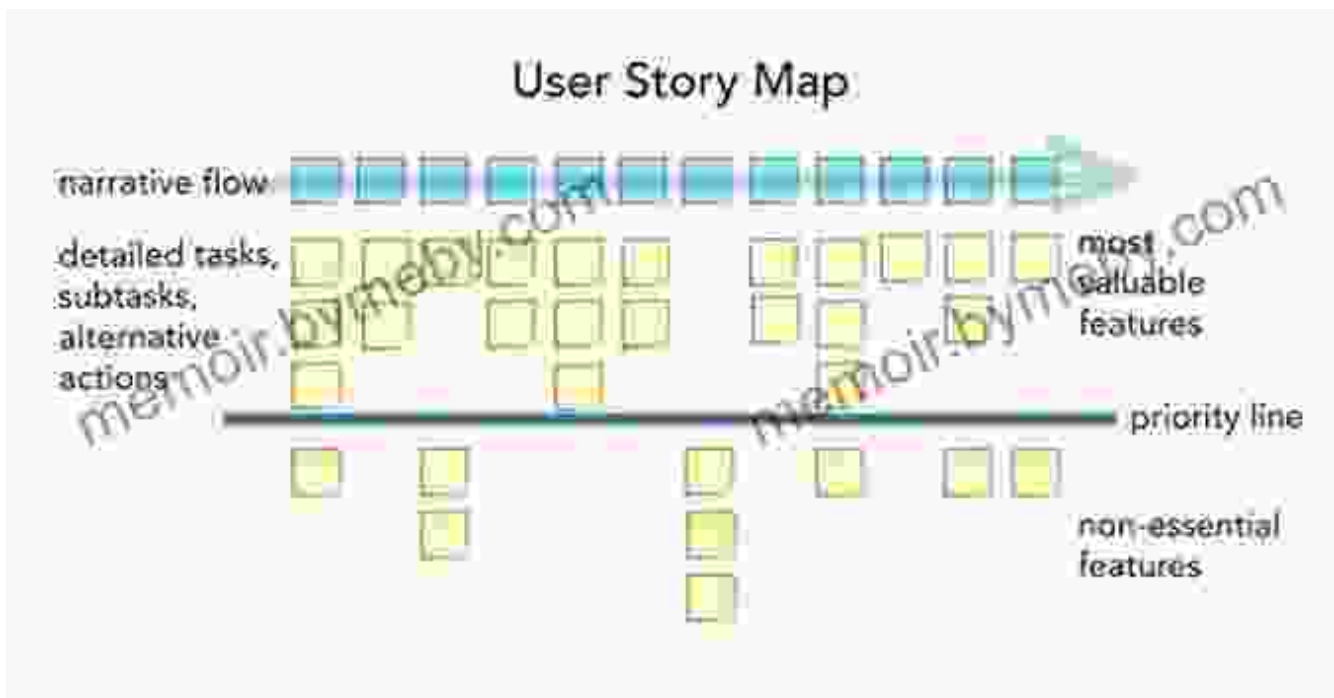 User Story Map
narrative flow
detailed tasks,
subtasks,
alternative
actions
most
valuable
features
priority line
non-essential
features
memoir.bymeby.com
memoir.bymeby.com